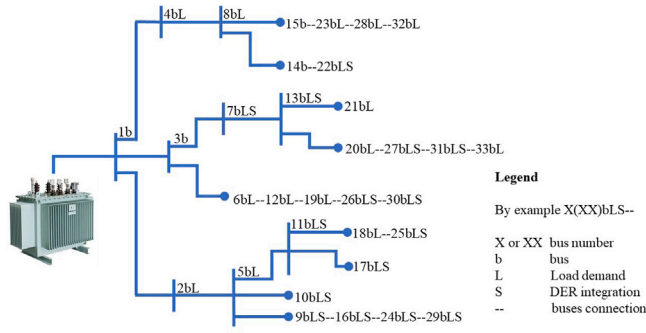 4bL
8bL
15b--23bL--28bL--32bL
14b--22bLS
13bLS
7bLS
21bL
1b
3b
20bL--27bLS--31bLS--33bL
6bL--12bL--19bL--26bLS--30bLS
11bLS
18bL--25bLS
5bL
17bLS
2bL
10bLS
9bLS--16bLS--24bLS--29bLS
Legend
By example X(XX)bLS--
X or XX bus number
b bus
L Load demand
S DER integration
-- buses connection